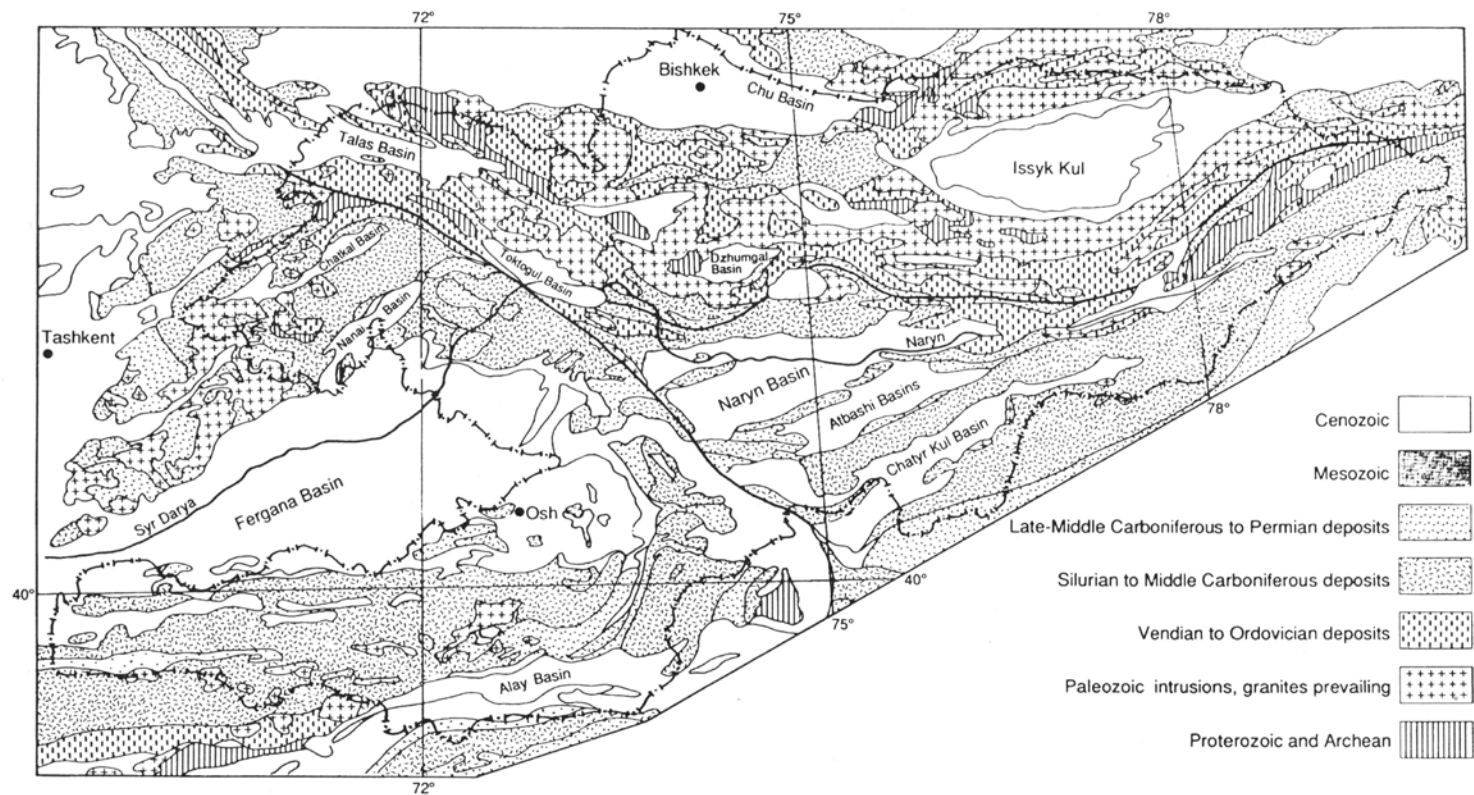 72°
75°
78°
Bishkek
Chu Basin
Talas Basin
Issyk Kul
Chatkal Basin
Toktogul Basin
Dzhumgal
Basin
Nanai Basin
Tashkent
Naryn
Naryn Basin
Atbashi Basins
Chatyr Kul Basin
78°
Syr Darya
Fergana Basin
Osh
40°
40°
75°
Alay Basin
72°
Cenozoic
Mesozoic
Late-Middle Carboniferous to Permian deposits
Silurian to Middle Carboniferous deposits
Vendian to Ordovician deposits
Paleozoic intrusions, granites prevailing
Proterozoic and Archean